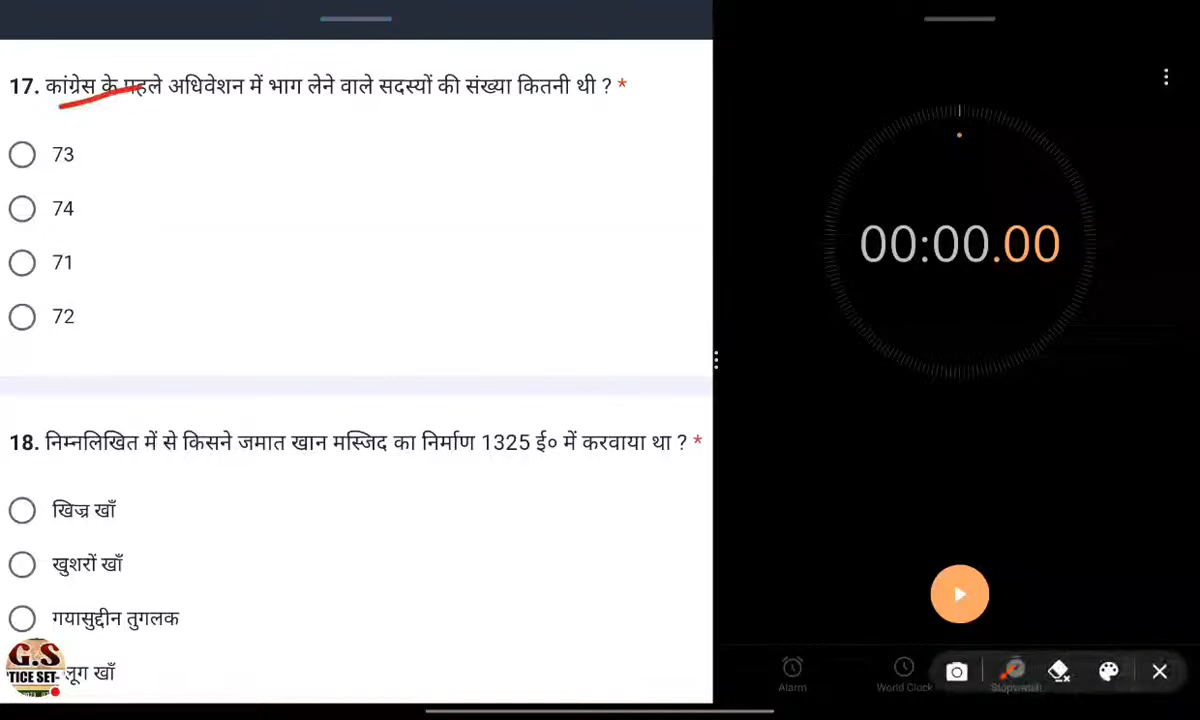 17. कांग्रेस के पहले अधिवेशन में भाग लेने वाले सदस्यों की संख्या कितनी थी ? *
73
74
71
72
18. निम्नलिखित में से किसने जमात खान मस्जिद का निर्माण 1325 ई० में करवाया था ? *
खिज्र खाँ
खुशरों खाँ
गयासुद्दीन तुगलक
लूग खाँ
G.S
TICE SET-
00:00.00
Alarm
World Clock
Stopwatch